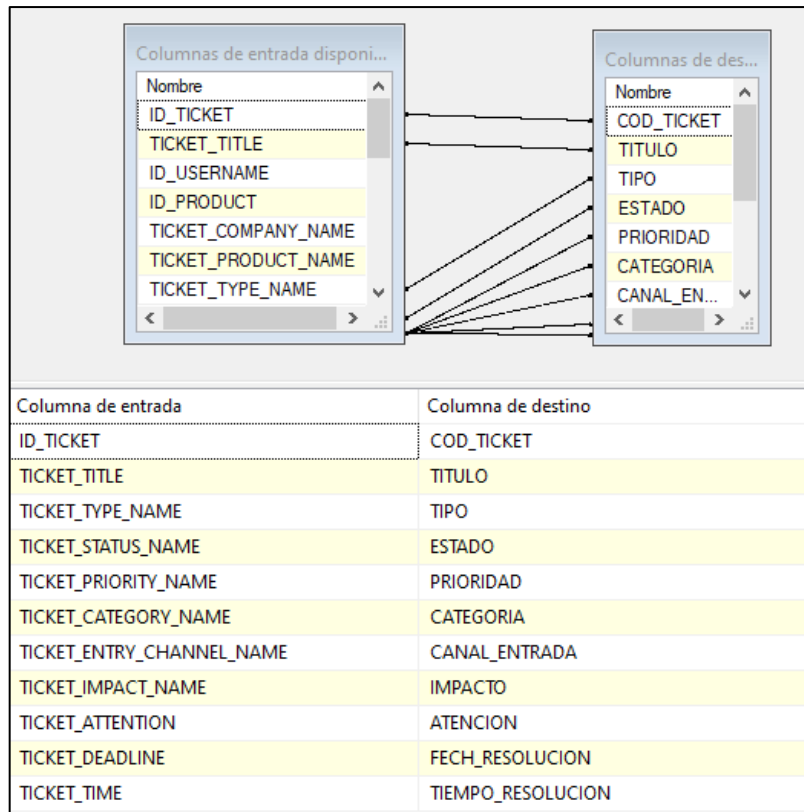 Columnas de entrada disponi...
Nombre
ID_TICKET
TICKET_TITLE
ID_USERNAME
ID_PRODUCT
TICKET_COMPANY_NAME
TICKET_PRODUCT_NAME
TICKET_TYPE_NAME
Columnas de des...
Nombre
COD_TICKET
TITULO
TIPO
ESTADO
PRIORIDAD
CATEGORIA
CANAL_EN...
Columna de entrada Columna de destino
ID_TICKET COD_TICKET
TICKET_TITLE TITULO
TICKET_TYPE_NAME TIPO
TICKET_STATUS_NAME ESTADO
TICKET_PRIORITY_NAME PRIORIDAD
TICKET_CATEGORY_NAME CATEGORIA
TICKET_ENTRY_CHANNEL_NAME CANAL_ENTRADA
TICKET_IMPACT_NAME IMPACTO
TICKET_ATTENTION ATENCION
TICKET_DEADLINE FECH_RESOLUCION
TICKET_TIME TIEMPO_RESOLUCION